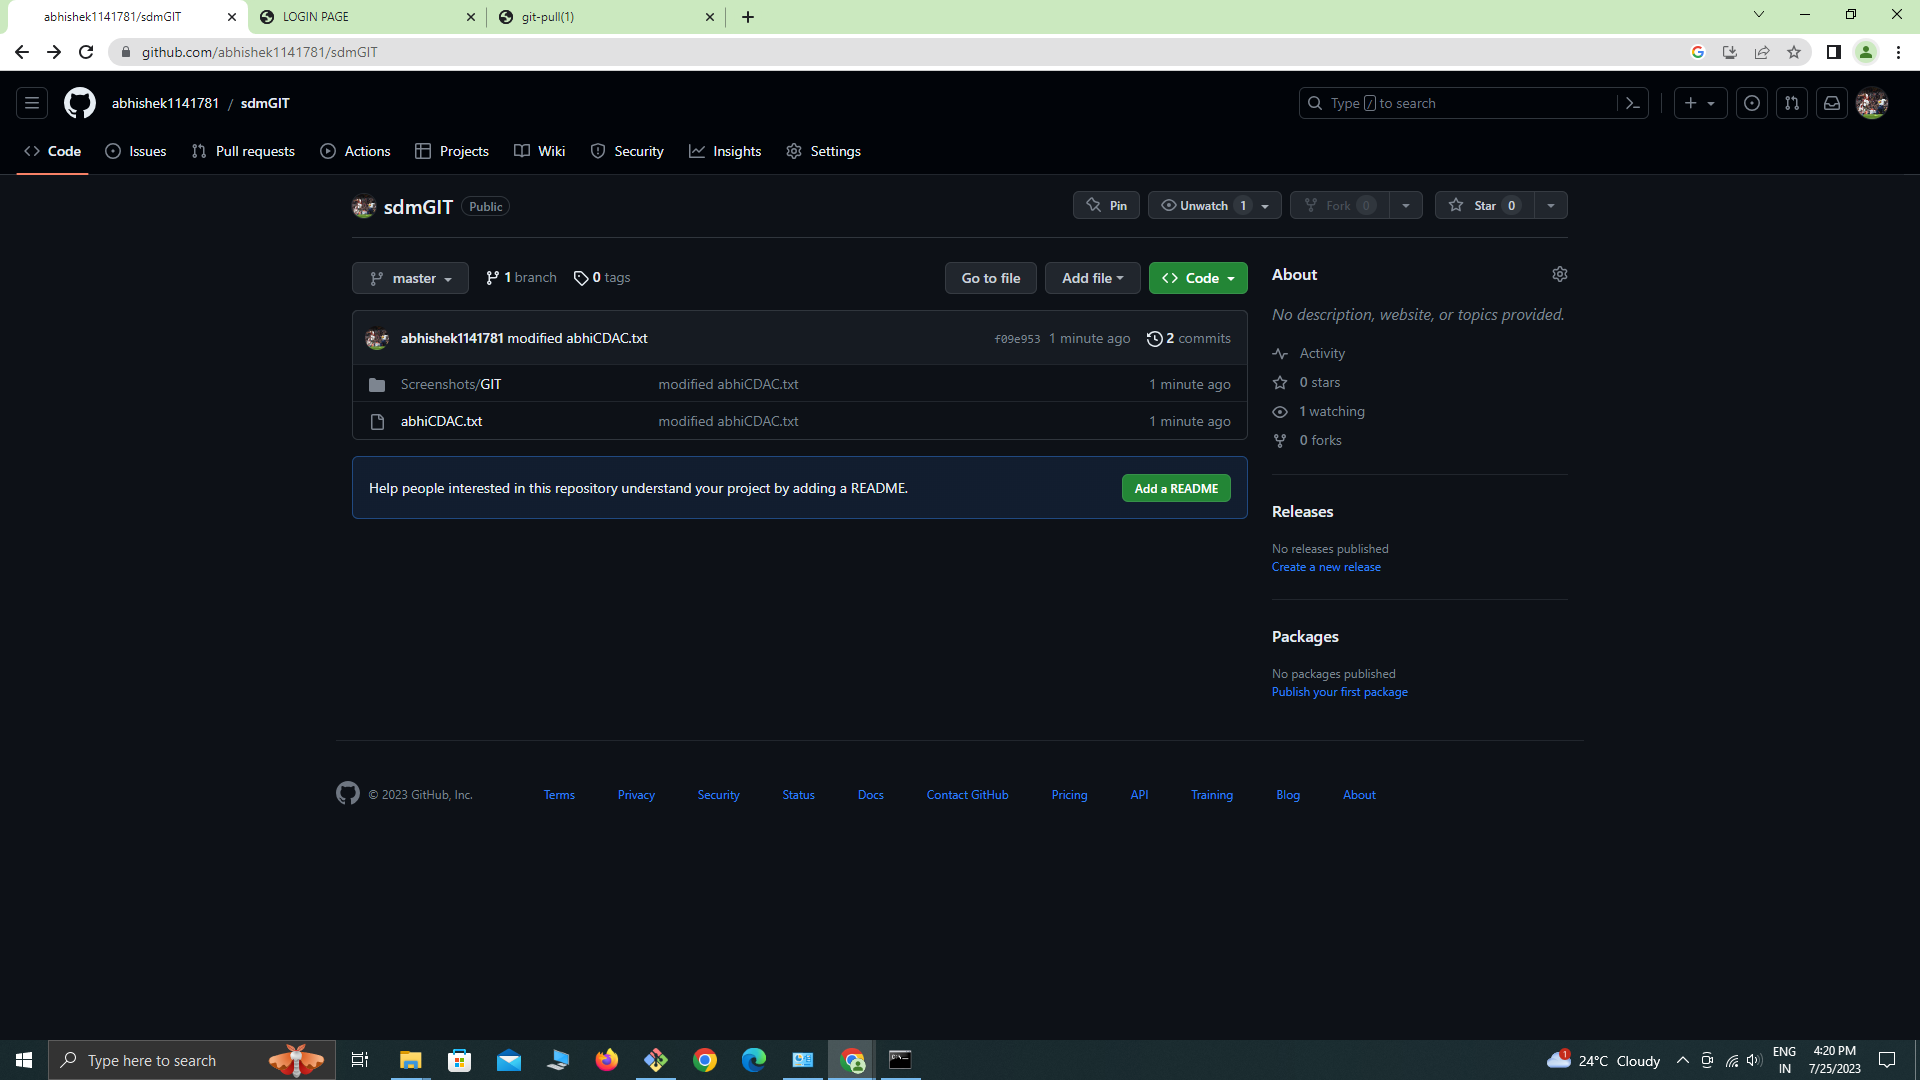 abhishek1141781/sdmGIT
LOGIN PAGE
git-pull(1)
github.com/abhishek1141781/sdmGIT
abhishek1141781 / sdmGIT
Type / to search
Code
Issues
Pull requests
Actions
Projects
Wiki
Security
Insights
Settings
sdmGIT Public
Pin
Unwatch 1
Fork 0
Star 0
master
1 branch
0 tags
Go to file
Add file
Code
abhishek1141781 modified abhiCDAC.txt
f09e953 1 minute ago
2 commits
Screenshots/GIT modified abhiCDAC.txt 1 minute ago
abhiCDAC.txt modified abhiCDAC.txt 1 minute ago
Help people interested in this repository understand your project by adding a README.
Add a README
About
No description, website, or topics provided.
Activity
0 stars
1 watching
0 forks
Releases
No releases published
Create a new release
Packages
No packages published
Publish your first package
© 2023 GitHub, Inc.
Terms
Privacy
Security
Status
Docs
Contact GitHub
Pricing
API
Training
Blog
About
Type here to search
1
24°C Cloudy
ENG
IN
4:20 PM
7/25/2023